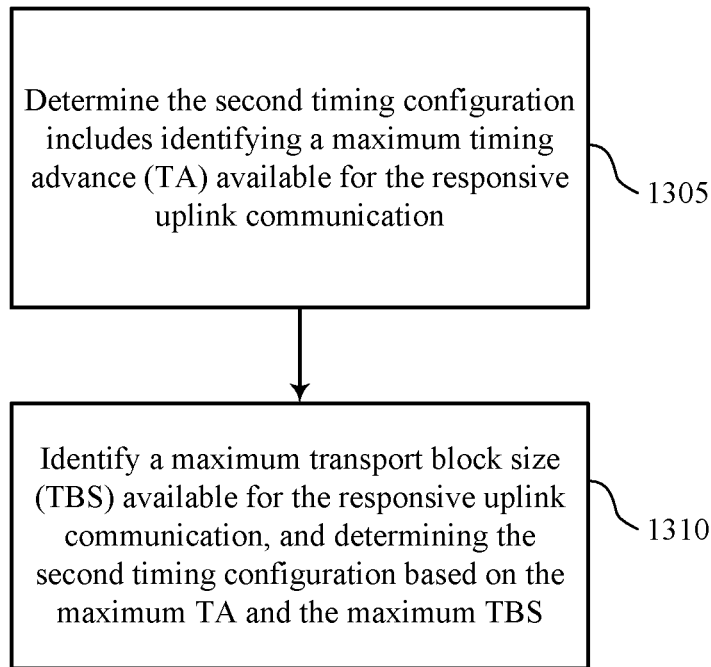 Determine the second timing configuration
includes identifying a maximum timing
advance (TA) available for the responsive
uplink communication
1305
Identify a maximum transport block size
(TBS) available for the responsive uplink
communication, and determining the
second timing configuration based on the
maximum TA and the maximum TBS
1310